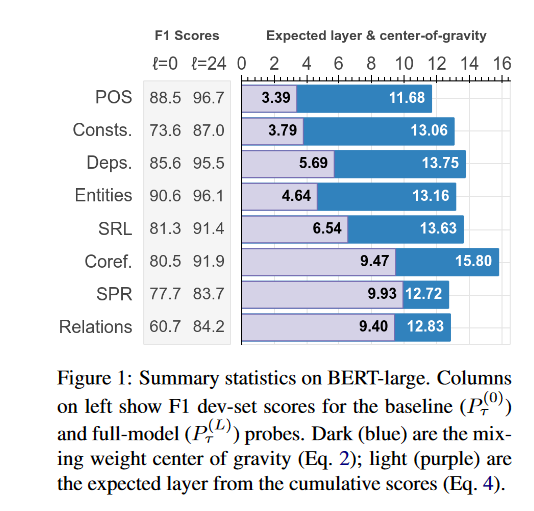 F1 Scores Expected layer & center-of-gravity
ℓ=0 ℓ=24 0 2 4 6 8 10 12 14 16
POS 88.5 96.7 3.39 11.68
Consts. 73.6 87.0 3.79 13.06
Deps. 85.6 95.5 5.69 13.75
Entities 90.6 96.1 4.64 13.16
SRL 81.3 91.4 6.54 13.63
Coref. 80.5 91.9 9.47 15.80
SPR 77.7 83.7 9.93 12.72
Relations 60.7 84.2 9.40 12.83
Figure 1: Summary statistics on BERT-large. Columns
on left show F1 dev-set scores for the baseline (P_τ^(0))
and full-model (P_τ^(L)) probes. Dark (blue) are the mix-
ing weight center of gravity (Eq. 2); light (purple) are
the expected layer from the cumulative scores (Eq. 4).